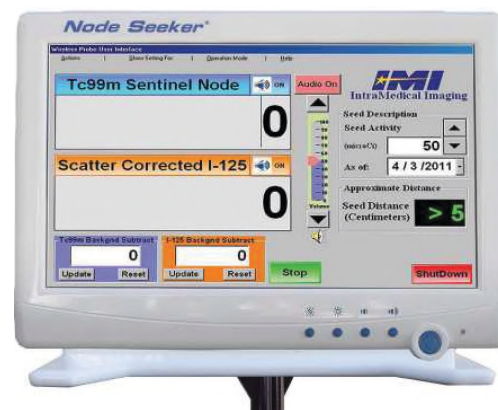 Node Seeker
Wireless Probe User Interface
Actions | Show Setting For | Operation Mode | Help
Tc99m Sentinel Node ON
0
Scatter Corrected I-125 ON
0
Tc99m Backgnd Subtract
0
Update Reset
I-125 Backgnd Subtract
0
Update Reset
Audio On
Volume
Stop
IMI
IntraMedical Imaging
Seed Description
Seed Activity
(microCi) 50
As of: 4 / 3 /2011
Approximate Distance
Seed Distance
(Centimeters) > 5
ShutDown